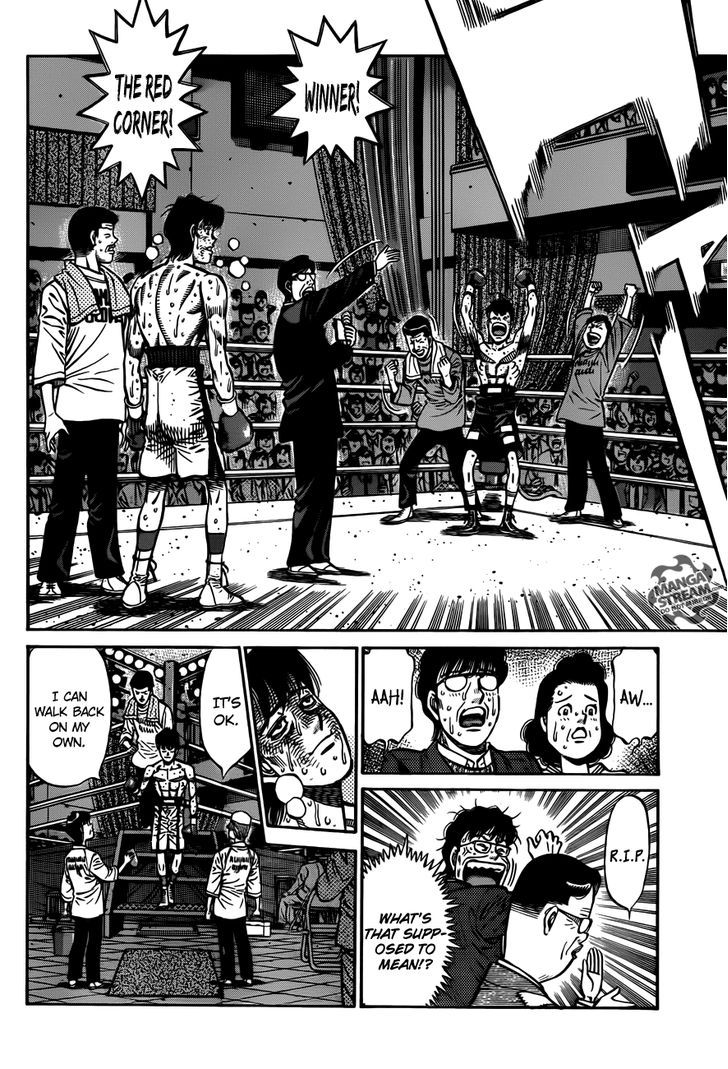 THE RED
CORNER!
WINNER!
MANGA
STREAM
I CAN
WALK BACK
ON MY
OWN.
IT'S
OK.
AAH!
AW...
R.I.P.
WHAT'S
THAT SUPP-
OSED TO
MEAN!?